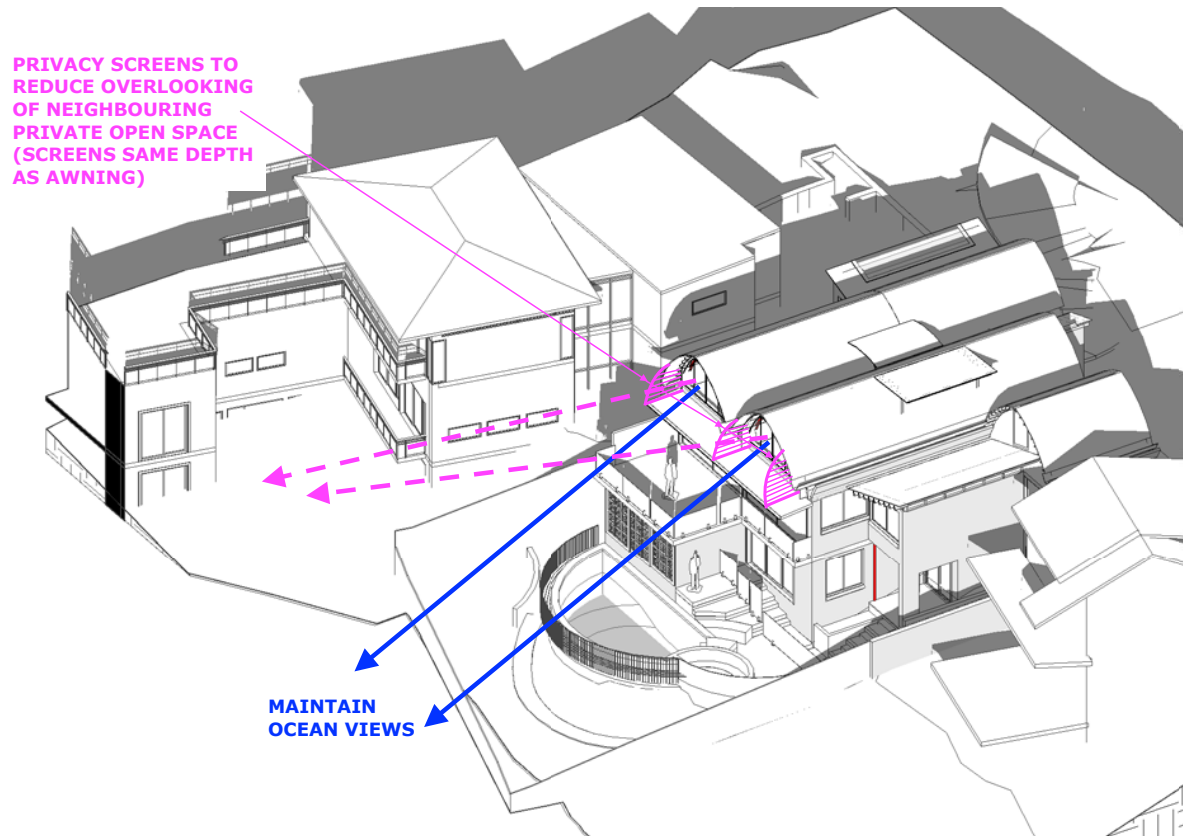 PRIVACY SCREENS TO
REDUCE OVERLOOKING
OF NEIGHBOURING
PRIVATE OPEN SPACE
(SCREENS SAME DEPTH
AS AWNING)
MAINTAIN
OCEAN VIEWS